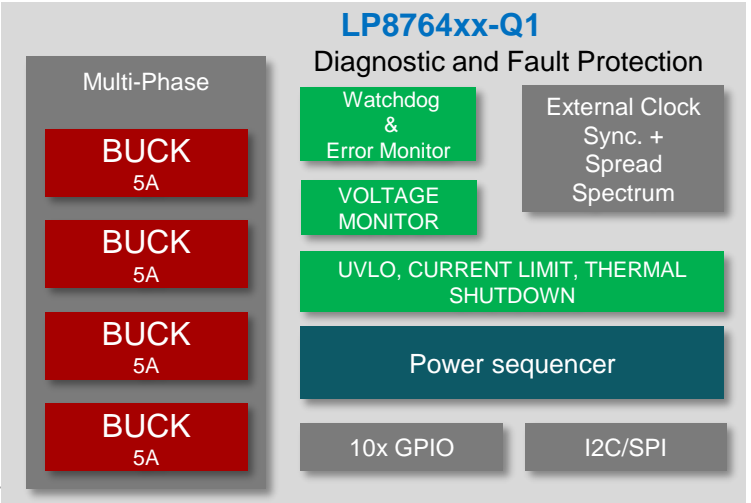 LP8764xx-Q1
Diagnostic and Fault Protection
Multi-Phase
BUCK
5A
BUCK
5A
BUCK
5A
BUCK
5A
Watchdog
&
Error Monitor
External Clock
Sync. +
Spread
Spectrum
VOLTAGE
MONITOR
UVLO, CURRENT LIMIT, THERMAL
SHUTDOWN
Power sequencer
10x GPIO
I2C/SPI